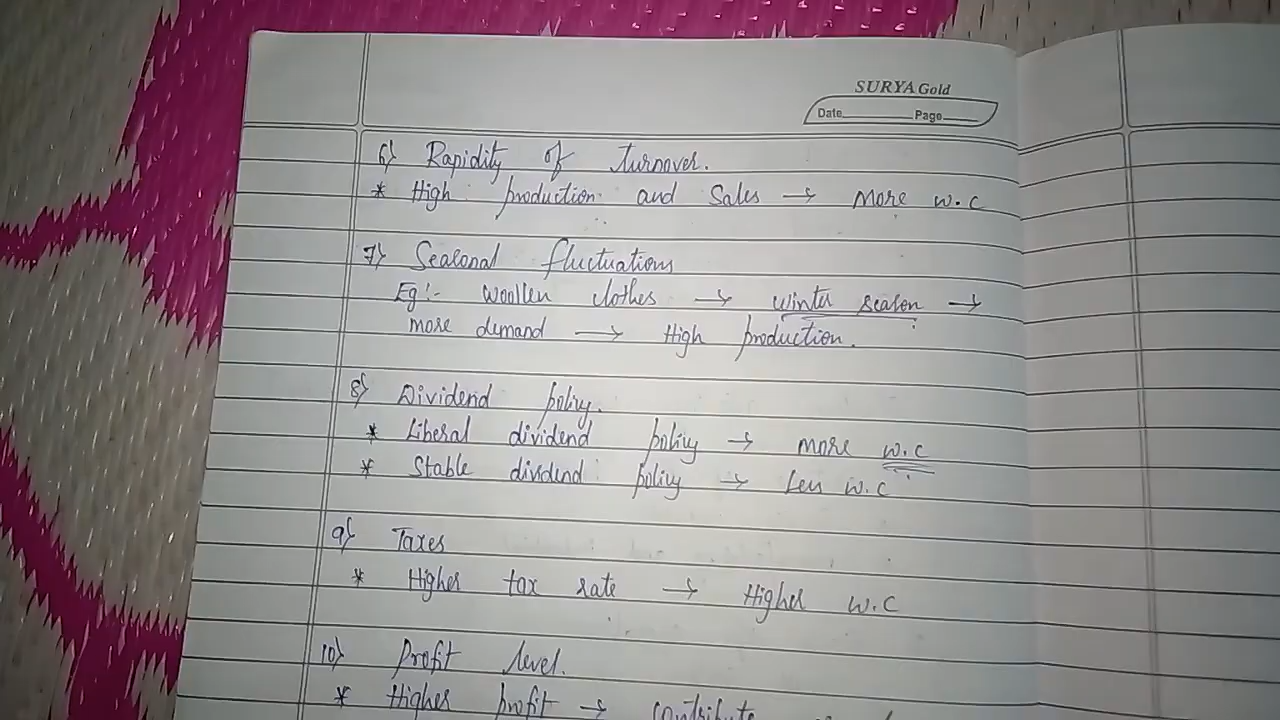 SURYA Gold
Date Page
6) Rapidity of turnover.
* High production and Sales → More w.c
7) Seasonal fluctuations
Eg:- woollen clothes → winter season →
more demand → High production.
8) Dividend policy.
* Liberal dividend policy → more w.c
* Stable dividend policy → Less w.c
9) Taxes
* Higher tax rate → Higher w.c
10) Profit level.
* Higher profit → contribute